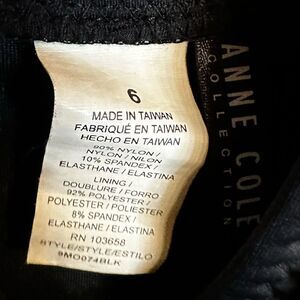 6
MADE IN TAIWAN
FABRIQUÉ EN TAIWAN
HECHO EN TAIWAN
90% NYLON/
NYLON / NILON
10% SPANDEX/
ELASTHANE / ELASTINA
LINING /
DOUBLURE / FORRO
92% POLYESTER/
POLYESTER / POLIESTER
8% SPANDEX/
ELASTHANE / ELASTINA
RN 103658
STYLE/STYLE/ESTILO
9MO074BLK
ANNE COLE
COLLECTION